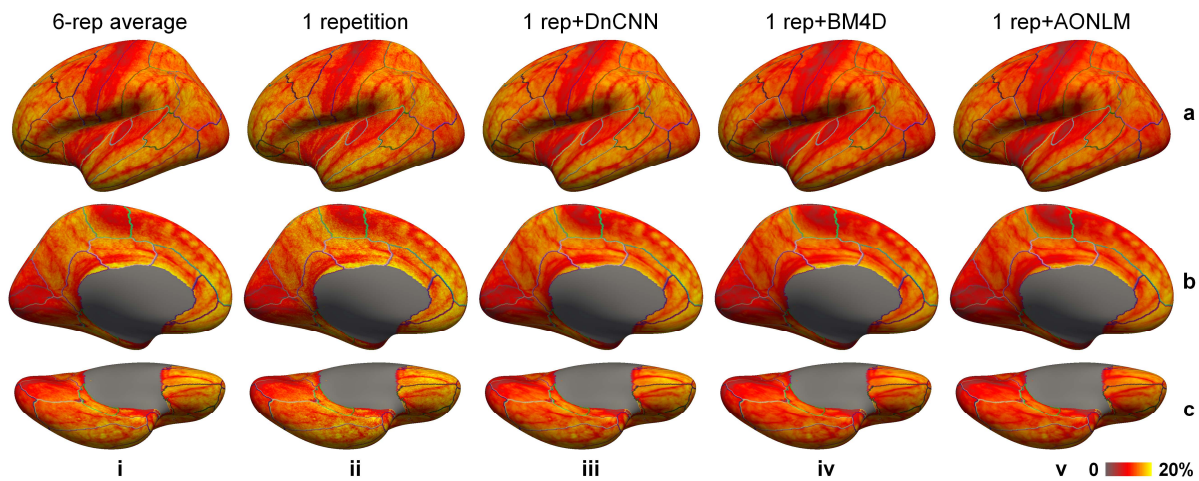 6-rep average 1 repetition 1 rep+DnCNN 1 rep+BM4D 1 rep+AONLM
a
b
c
i ii iii iv v 0 20%